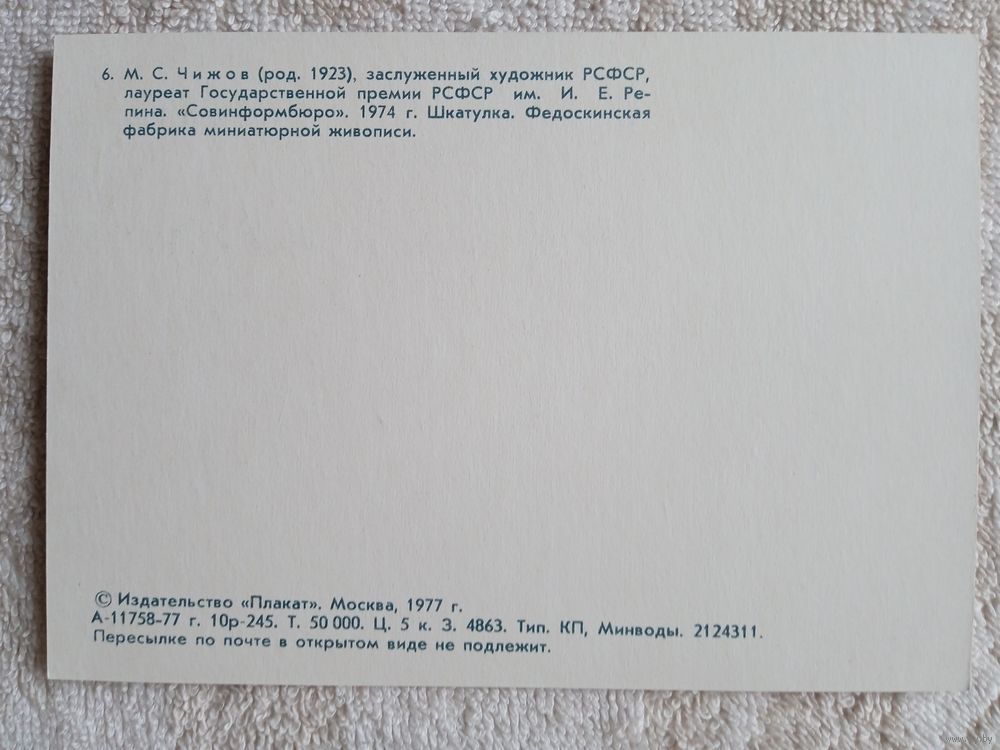 6. М. С. Чижов (род. 1923), заслуженный художник РСФСР,
лауреат Государственной премии РСФСР им. И. Е. Ре-
пина. «Совинформбюро». 1974 г. Шкатулка. Федоскинская
фабрика миниатюрной живописи.
© Издательство «Плакат». Москва, 1977 г.
А-11758-77 г. 10р-245. Т. 50 000. Ц. 5 к. З. 4863. Тип. КП, Минводы. 2124311.
Пересылке по почте в открытом виде не подлежит.